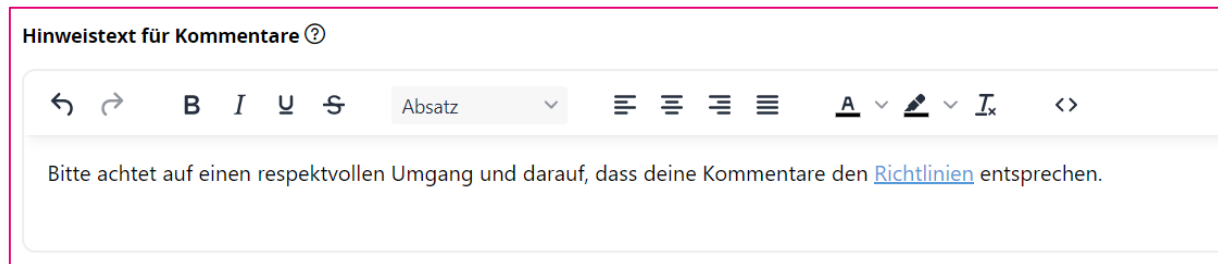 Hinweistext für Kommentare
B I U S Absatz A
Bitte achtet auf einen respektvollen Umgang und darauf, dass deine Kommentare den Richtlinien entsprechen.